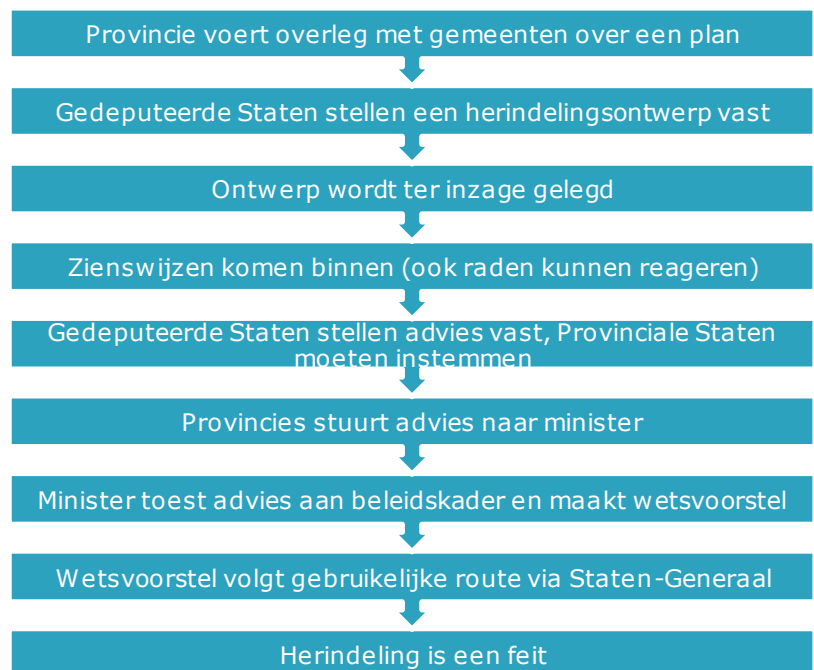 Provincie voert overleg met gemeenten over een plan
Gedeputeerde Staten stellen een herindelingsontwerp vast
Ontwerp wordt ter inzage gelegd
Zienswijzen komen binnen (ook raden kunnen reageren)
Gedeputeerde Staten stellen advies vast, Provinciale Staten
moeten instemmen
Provincies stuurt advies naar minister
Minister toest advies aan beleidskader en maakt wetsvoorstel
Wetsvoorstel volgt gebruikelijke route via Staten-Generaal
Herindeling is een feit